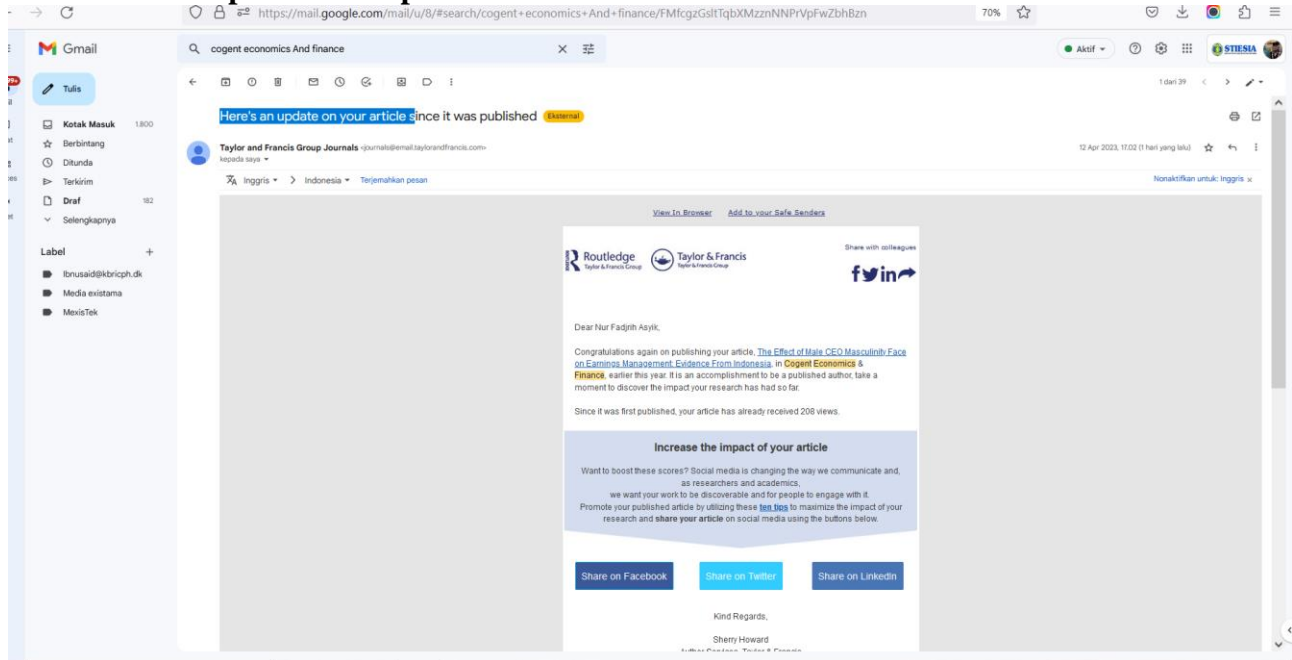 https://mail.google.com/mail/u/8/#search/cogent+economics+And+finance/FMfcgzGsltTqbXMzznNNPrVpFwZbhBzn
70%
Gmail
cogent economics And finance
Aktif
STIESIA
Tulis
1 dari 39
Here's an update on your article since it was published
Eksternal
Kotak Masuk 1.800
Berbintang
Ditunda
Terkirim
Draf 182
Selengkapnya
Label +
Ibnusaid@kbricph.dk
Media existama
MexisTek
Taylor and Francis Group Journals <journals@email.taylorandfrancis.com>
12 Apr 2023, 17.02 (1 hari yang lalu)
kepada saya
Inggris > Indonesia Terjemahkan pesan
Nonaktifkan untuk: Inggris x
View In Browser Add to your Safe Senders
Routledge
Taylor & Francis Group
Taylor & Francis
Taylor & Francis Group
Share with colleagues
Dear Nur Fadjrih Asyik,
Congratulations again on publishing your article, The Effect of Male CEO Masculinity Face
on Earnings Management: Evidence From Indonesia, in Cogent Economics &
Finance, earlier this year. It is an accomplishment to be a published author, take a
moment to discover the impact your research has had so far.
Since it was first published, your article has already received 208 views.
Increase the impact of your article
Want to boost these scores? Social media is changing the way we communicate and,
as researchers and academics,
we want your work to be discoverable and for people to engage with it.
Promote your published article by utilizing these ten tips to maximize the impact of your
research and share your article on social media using the buttons below.
Share on Facebook
Share on Twitter
Share on LinkedIn
Kind Regards,
Sherry Howard